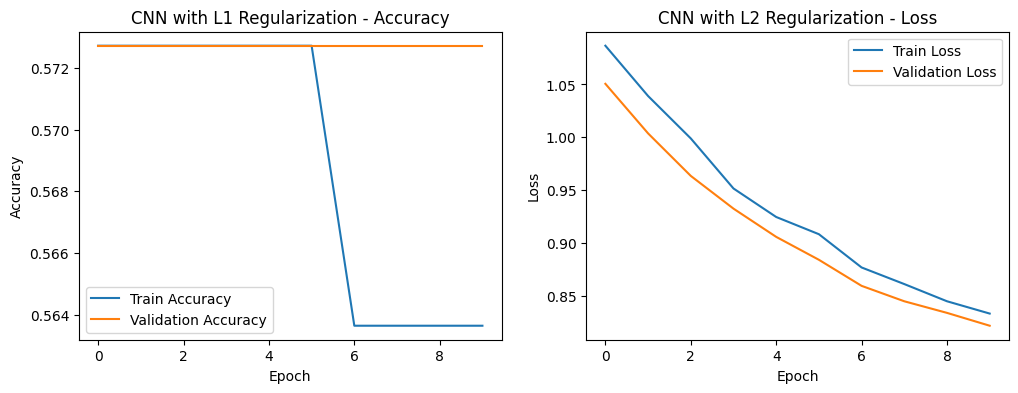 CNN with L1 Regularization - Accuracy
Accuracy
0.572
0.570
0.568
0.566
0.564
Train Accuracy
Validation Accuracy
0 2 4 6 8
Epoch
CNN with L2 Regularization - Loss
Loss
1.05
1.00
0.95
0.90
0.85
Train Loss
Validation Loss
0 2 4 6 8
Epoch